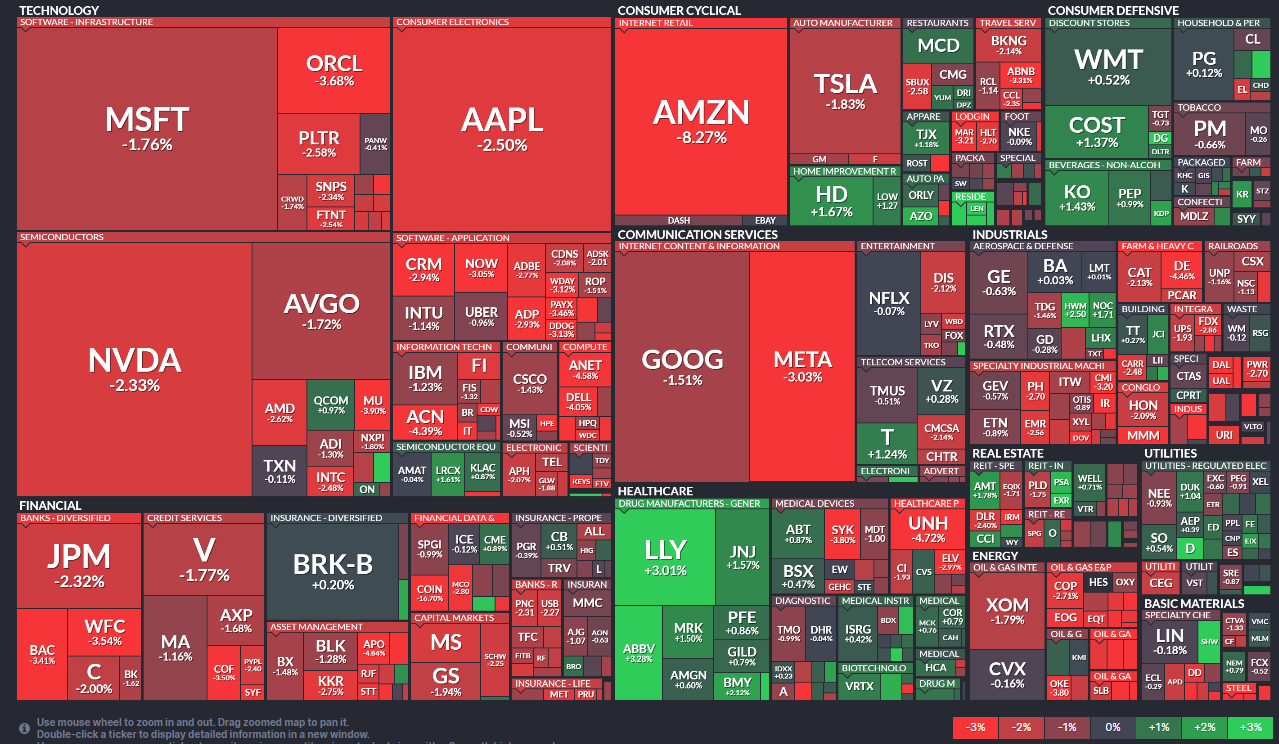 TECHNOLOGY
SOFTWARE - INFRASTRUCTURE
MSFT
-1.76%
ORCL
-3.68%
PLTR
-2.58%
PANW
-0.41%
CRWD
-1.74%
SNPS
-2.34%
FTNT
-2.54%
CONSUMER ELECTRONICS
AAPL
-2.50%
SEMICONDUCTORS
NVDA
-2.33%
AVGO
-1.72%
AMD
-2.62%
QCOM
+0.97%
MU
-3.90%
TXN
-0.11%
ADI
-1.30%
NXPI
-1.80%
INTC
-2.48%
ON
SOFTWARE - APPLICATION
CRM
-2.94%
NOW
-3.05%
ADBE
-2.77%
CDNS
-2.08%
ADSK
-2.01
WDAY
-3.12%
ROP
-1.51%
INTU
-1.14%
UBER
-0.96%
ADP
-2.93%
PAYX
-3.46%
DDOG
-3.13%
INFORMATION TECHN
IBM
-1.23%
FI
FIS
-1.32
ACN
-4.39%
BR
CDW
IT
COMMUNI
CSCO
-1.43%
MSI
-0.52%
HPE
COMPUTE
ANET
-4.58%
DELL
-4.05%
HPQ
WDC
SEMICONDUCTOR EQU
AMAT
-0.04%
LRCX
+1.61%
KLAC
+0.87%
ELECTRONIC
APH
-2.07%
TEL
GLW
-1.88
SCIENTI
TDY
KEYS
FTV
CONSUMER CYCLICAL
INTERNET RETAIL
AMZN
-8.27%
DASH
EBAY
AUTO MANUFACTURER
TSLA
-1.83%
GM
F
HOME IMPROVEMENT R
HD
+1.67%
LOW
+1.27
RESTAURANTS
MCD
SBUX
-2.58
CMG
YUM
DRI
DPZ
TRAVEL SERV
BKNG
-2.14%
RCL
-1.14
ABNB
-3.31%
CCL
-2.35
APPARE
TJX
+1.18%
ROST
LODGIN
MAR
-3.21
HLT
-2.70
FOOT
NKE
-0.09%
AUTO PA
ORLY
AZO
PACKA
SW
RESIDE
LEN
SPECIAL
CONSUMER DEFENSIVE
DISCOUNT STORES
WMT
+0.52%
COST
+1.37%
TGT
-0.73
DG
DLTR
HOUSEHOLD & PER
PG
+0.12%
CL
EL
CHD
BEVERAGES - NON-ALCOH
KO
+1.43%
PEP
+0.99%
KDP
TOBACCO
PM
-0.66%
MO
-0.26
PACKAGED
KHC
GIS
K
CONFECTI
MDLZ
FARM
KR
STZ
SYY
COMMUNICATION SERVICES
INTERNET CONTENT & INFORMATION
GOOG
-1.51%
META
-3.03%
ENTERTAINMENT
NFLX
-0.07%
DIS
-2.12%
LYV
WBD
TKO
FOX
TELECOM SERVICES
TMUS
-0.51%
VZ
+0.28%
T
+1.24%
CMCSA
-2.14%
CHTR
ELECTRONI
ADVERT
INDUSTRIALS
AEROSPACE & DEFENSE
GE
-0.63%
BA
+0.03%
LMT
+0.01%
TDG
-1.46%
HWM
+2.50
NOC
+1.71
RTX
-0.48%
GD
-0.28%
LHX
TXT
FARM & HEAVY C
CAT
-2.13%
DE
-4.46%
PCAR
RAILROADS
UNP
-1.16%
CSX
NSC
-1.13
BUILDING
TT
+0.27%
JCI
CARR
-2.48
LII
INTEGRA
UPS
-1.93
FDX
-2.86
WASTE
WM
-0.12
RSG
SPECIALTY INDUSTRIAL MACHI
GEV
-0.57%
PH
-2.70
ITW
CMI
-3.20
ETN
-0.89%
EMR
-2.56
OTIS
-0.89
IR
XYL
DOV
SPECI
CTAS
CPRT
INDUS
DAL
UAL
PWR
-2.70
CONGLO
HON
-2.09%
MMM
URI
VLTO
REAL ESTATE
REIT - SPE
AMT
+1.78%
EQIX
-1.71
DLR
-2.40%
IRM
CCI
WY
REIT - IN
PLD
-1.75
PSA
EXR
REIT - RE
SPG
O
WELL
+0.71%
VTR
UTILITIES
UTILITIES - REGULATED ELEC
NEE
-0.93%
DUK
+1.04
EXC
-0.60
PEG
-0.29
XEL
ETR
SO
+0.54%
AEP
+0.39
ED
PPL
FE
CNP
EIX
D
ES
UTILITI
CEG
UTILIT
VST
SRE
-0.87
ENERGY
OIL & GAS INTE
XOM
-1.79%
CVX
-0.16%
OIL & GAS E&P
COP
-2.71%
HES
OXY
EOG
EQT
OIL & G
KMI
OKE
-3.80
OIL & GA
OIL & GA
SLB
BASIC MATERIALS
SPECIALTY CHE
LIN
-0.18%
SHW
ECL
-0.29
APD
DD
CTVA
-1.33
VMC
MLM
NEM
+0.79
FCX
-0.52
STEEL
FINANCIAL
BANKS - DIVERSIFIED
JPM
-2.32%
BAC
-3.41%
WFC
-3.54%
C
-2.00%
BK
-1.62
CREDIT SERVICES
V
-1.77%
MA
-1.16%
AXP
-1.68%
COF
-3.50%
PYPL
-2.40
SYF
INSURANCE - DIVERSIFIED
BRK-B
+0.20%
ASSET MANAGEMENT
BX
-1.48%
BLK
-1.28%
APO
-4.84%
KKR
-2.75%
RJF
STT
FINANCIAL DATA &
SPGI
-0.99%
ICE
-0.12%
CME
+0.89%
COIN
-16.70%
MCO
-2.80
CAPITAL MARKETS
MS
SCHW
-2.25
GS
-1.94%
INSURANCE - PROPE
PGR
-0.39%
CB
+0.51%
ALL
HIG
TRV
L
BANKS - R
PNC
-2.31
USB
-2.27
TFC
FITB
RF
INSURAN
MMC
AJG
-1.07
AON
-0.63
BRO
INSURANCE - LIFE
MET
PRU
HEALTHCARE
DRUG MANUFACTURERS - GENER
LLY
+3.01%
JNJ
+1.57%
ABBV
+3.28%
MRK
+1.50%
PFE
+0.86%
AMGN
+0.60%
GILD
+0.79%
BMY
+2.12%
MEDICAL DEVICES
ABT
+0.87%
SYK
-3.80%
MDT
-1.00
BSX
+0.47%
EW
GEHC
STE
HEALTHCARE P
UNH
-4.72%
CI
-1.93
CVS
ELV
-2.97%
DIAGNOSTIC
TMO
-0.99%
DHR
-0.04%
IDXX
+0.23
A
MEDICAL INSTR
ISRG
+0.42%
BDX
MEDICAL
MCK
+0.76
COR
+0.79
CAH
BIOTECHNOLO
VRTX
MEDICAL
HCA
DRUG M
Use mouse wheel to zoom in and out. Drag zoomed map to pan it.
Double-click a ticker to display detailed information in a new window.
-3%
-2%
-1%
0%
+1%
+2%
+3%